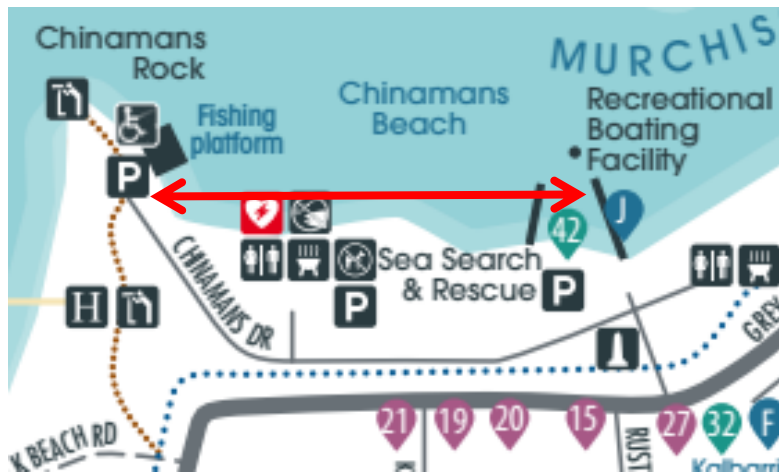 Chinamans
Rock
Fishing
platform
Chinamans
Beach
MURCHIS
Recreational
Boating
Facility
P
J
42
Sea Search
& Rescue
P
P
H
CHINAMANS DR
GREY
K BEACH RD
21
19
20
15
RUST
27
32
F
Kalbarri